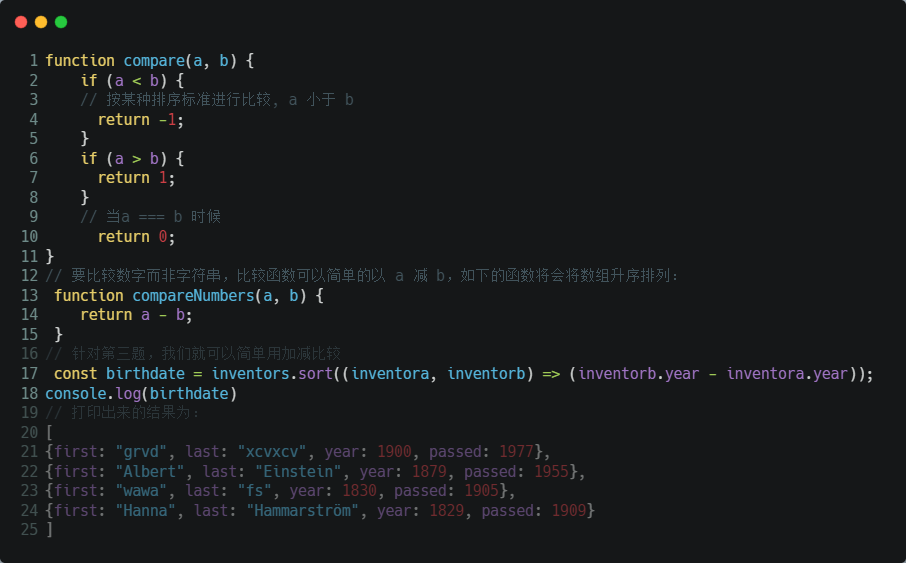 1 function compare(a, b) {
2     if (a < b) {
3     // 按某种排序标准进行比较, a 小于 b
4       return -1;
5     }
6     if (a > b) {
7       return 1;
8     }
9     // 当a === b 时候
10       return 0;
11 }
12 // 要比较数字而非字符串，比较函数可以简单的以 a 减 b，如下的函数将会将数组升序排列：
13  function compareNumbers(a, b) {
14     return a - b;
15  }
16 // 针对第三题，我们就可以简单用加减比较
17  const birthdate = inventors.sort((inventora, inventorb) => (inventorb.year - inventora.year));
18 console.log(birthdate)
19 // 打印出来的结果为：
20 [
21 {first: "grvd", last: "xcvxcv", year: 1900, passed: 1977},
22 {first: "Albert", last: "Einstein", year: 1879, passed: 1955},
23 {first: "wawa", last: "fs", year: 1830, passed: 1905},
24 {first: "Hanna", last: "Hammarström", year: 1829, passed: 1909}
25 ]